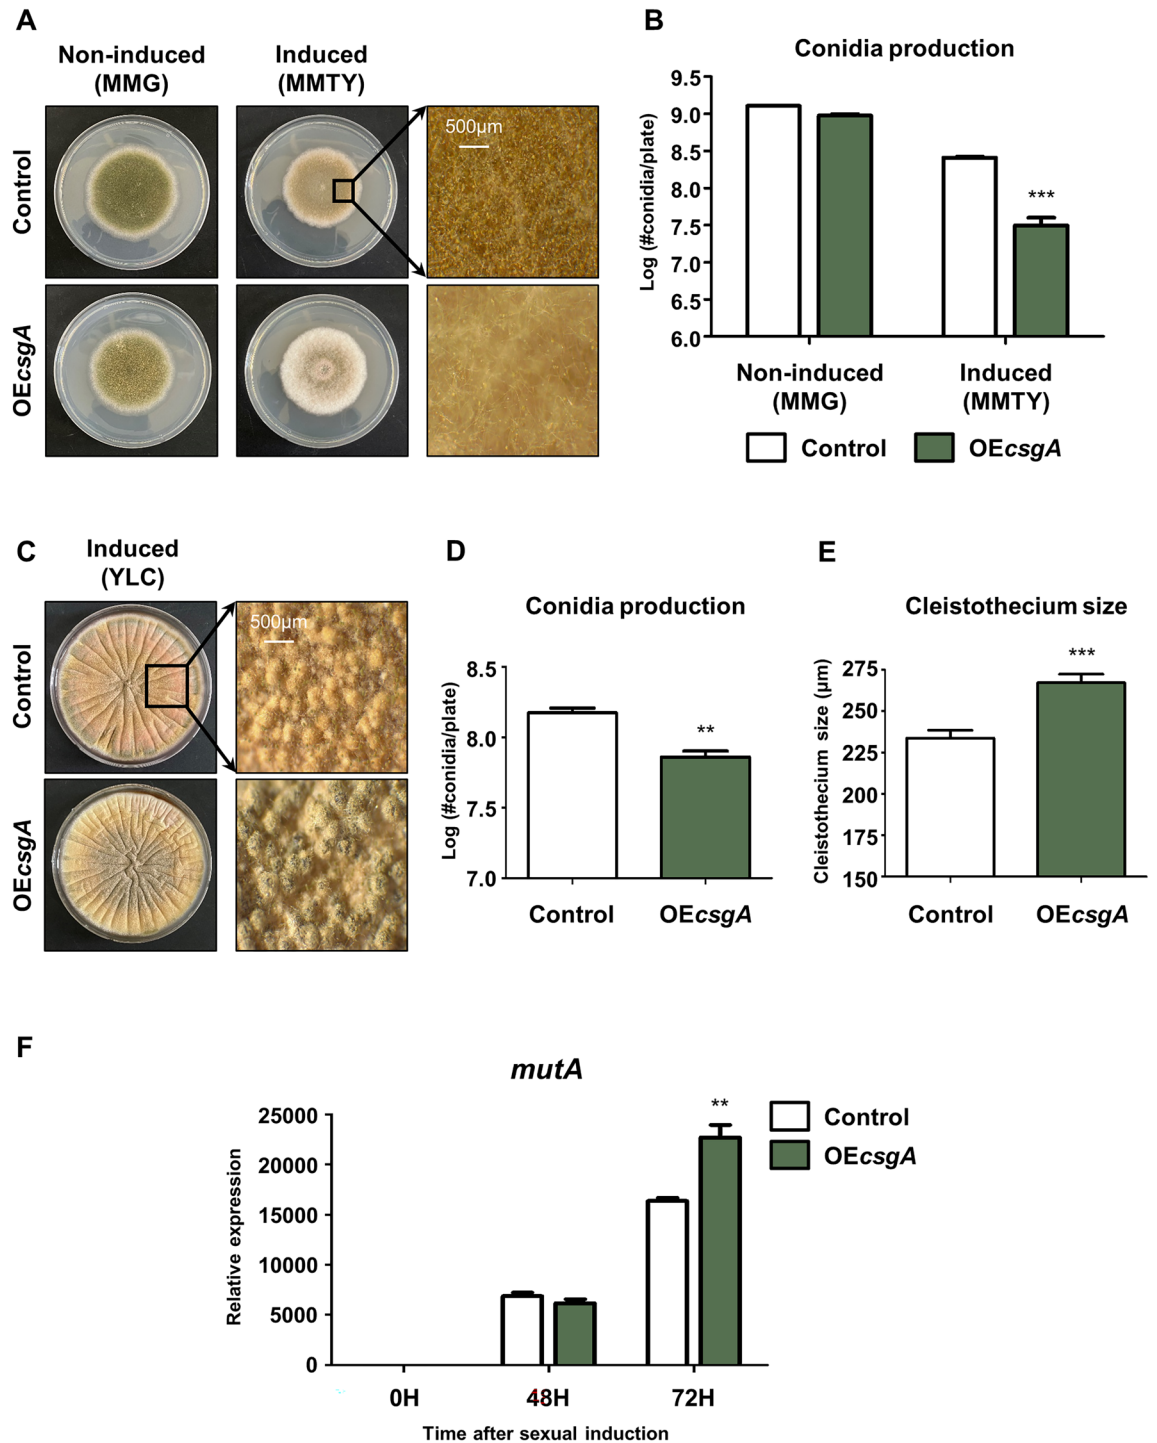 A
Non-induced
(MMG)
Induced
(MMTY)
Control
OEcsgA
500μm
B
Conidia production
Log (#conidia/plate)
9.5
9.0
8.5
8.0
7.5
7.0
6.5
6.0
***
Non-induced
(MMG)
Induced
(MMTY)
Control
OEcsgA
C
Induced
(YLC)
Control
OEcsgA
500μm
D
Conidia production
Log (#conidia/plate)
8.5
8.0
7.5
7.0
**
Control
OEcsgA
E
Cleistothecium size
Cleistothecium size (μm)
275
250
225
200
175
150
***
Control
OEcsgA
F
mutA
Relative expression
25000
20000
15000
10000
5000
0
**
Control
OEcsgA
0H
48H
72H
Time after sexual induction